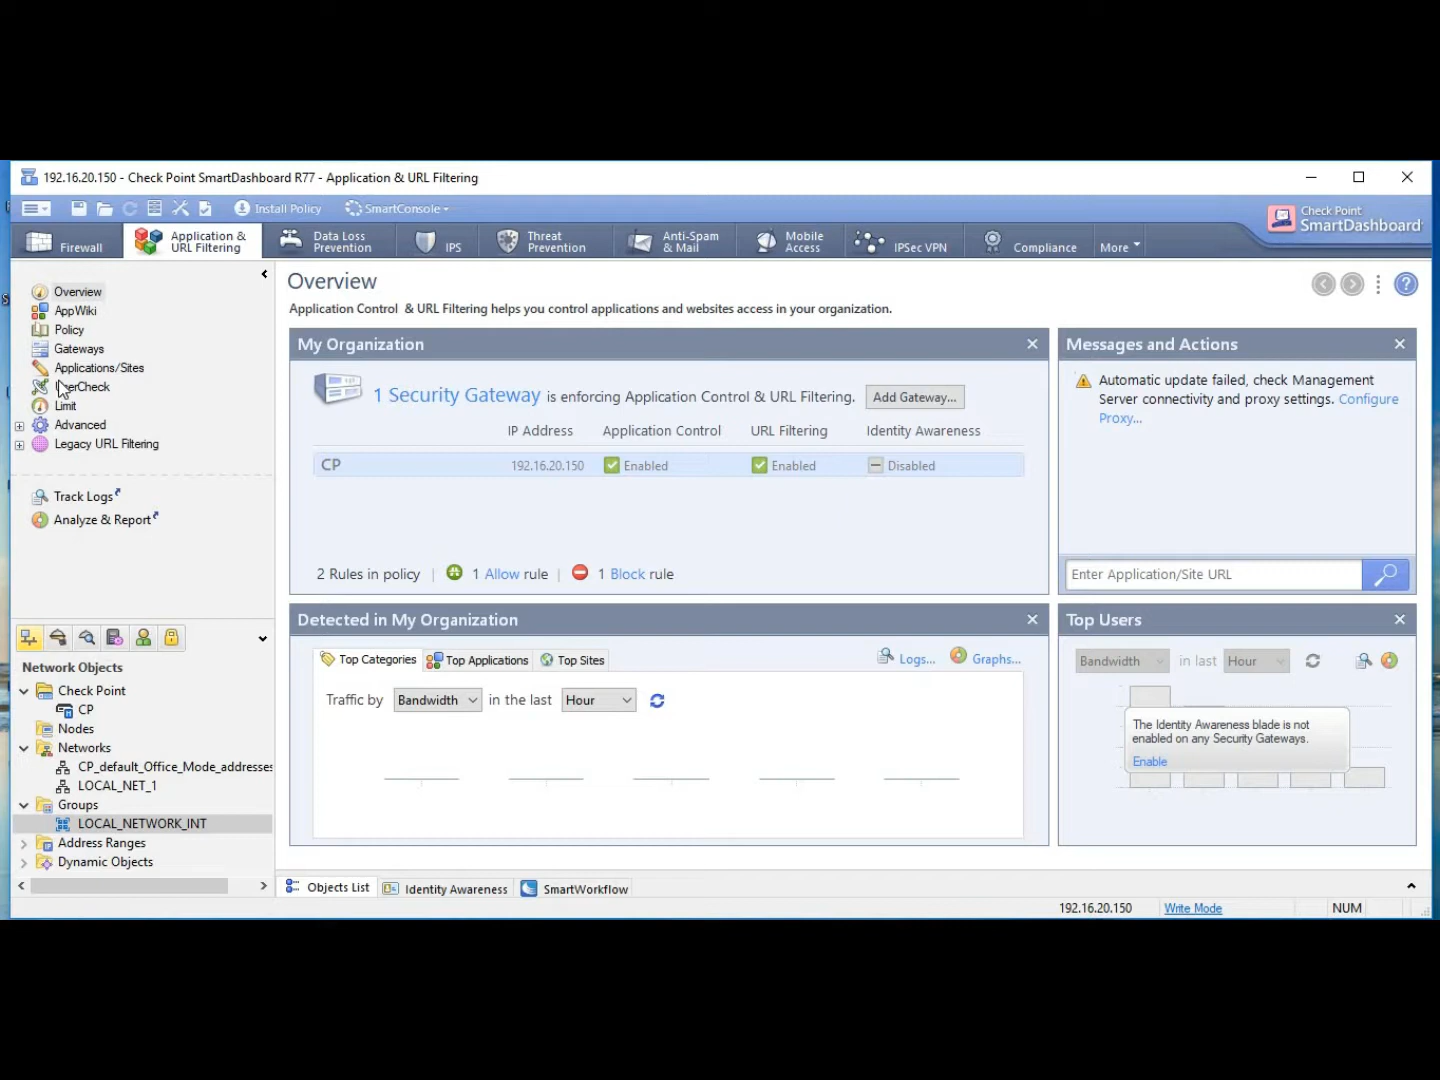 192.16.20.150 - Check Point SmartDashboard R77 - Application & URL Filtering
Install Policy
SmartConsole
Check Point
SmartDashboard
Firewall
Application &
URL Filtering
Data Loss
Prevention
IPS
Threat
Prevention
Anti-Spam
& Mail
Mobile
Access
IPSec VPN
Compliance
More
Overview
AppWiki
Policy
Gateways
Applications/Sites
erCheck
Limit
Advanced
Legacy URL Filtering
Track Logs
Analyze & Report
Network Objects
Check Point
CP
Nodes
Networks
CP_default_Office_Mode_addresses
LOCAL_NET_1
Groups
LOCAL_NETWORK_INT
Address Ranges
Dynamic Objects
Overview
Application Control & URL Filtering helps you control applications and websites access in your organization.
My Organization
1 Security Gateway is enforcing Application Control & URL Filtering.
Add Gateway...
IP Address Application Control URL Filtering Identity Awareness
CP 192.16.20.150 Enabled Enabled Disabled
2 Rules in policy | 1 Allow rule | 1 Block rule
Messages and Actions
Automatic update failed, check Management
Server connectivity and proxy settings. Configure
Proxy...
Enter Application/Site URL
Detected in My Organization
Top Categories
Top Applications
Top Sites
Logs...
Graphs...
Traffic by Bandwidth in the last Hour
Top Users
Bandwidth in last Hour
The Identity Awareness blade is not
enabled on any Security Gateways.
Enable
Objects List
Identity Awareness
SmartWorkflow
192.16.20.150
Write Mode
NUM